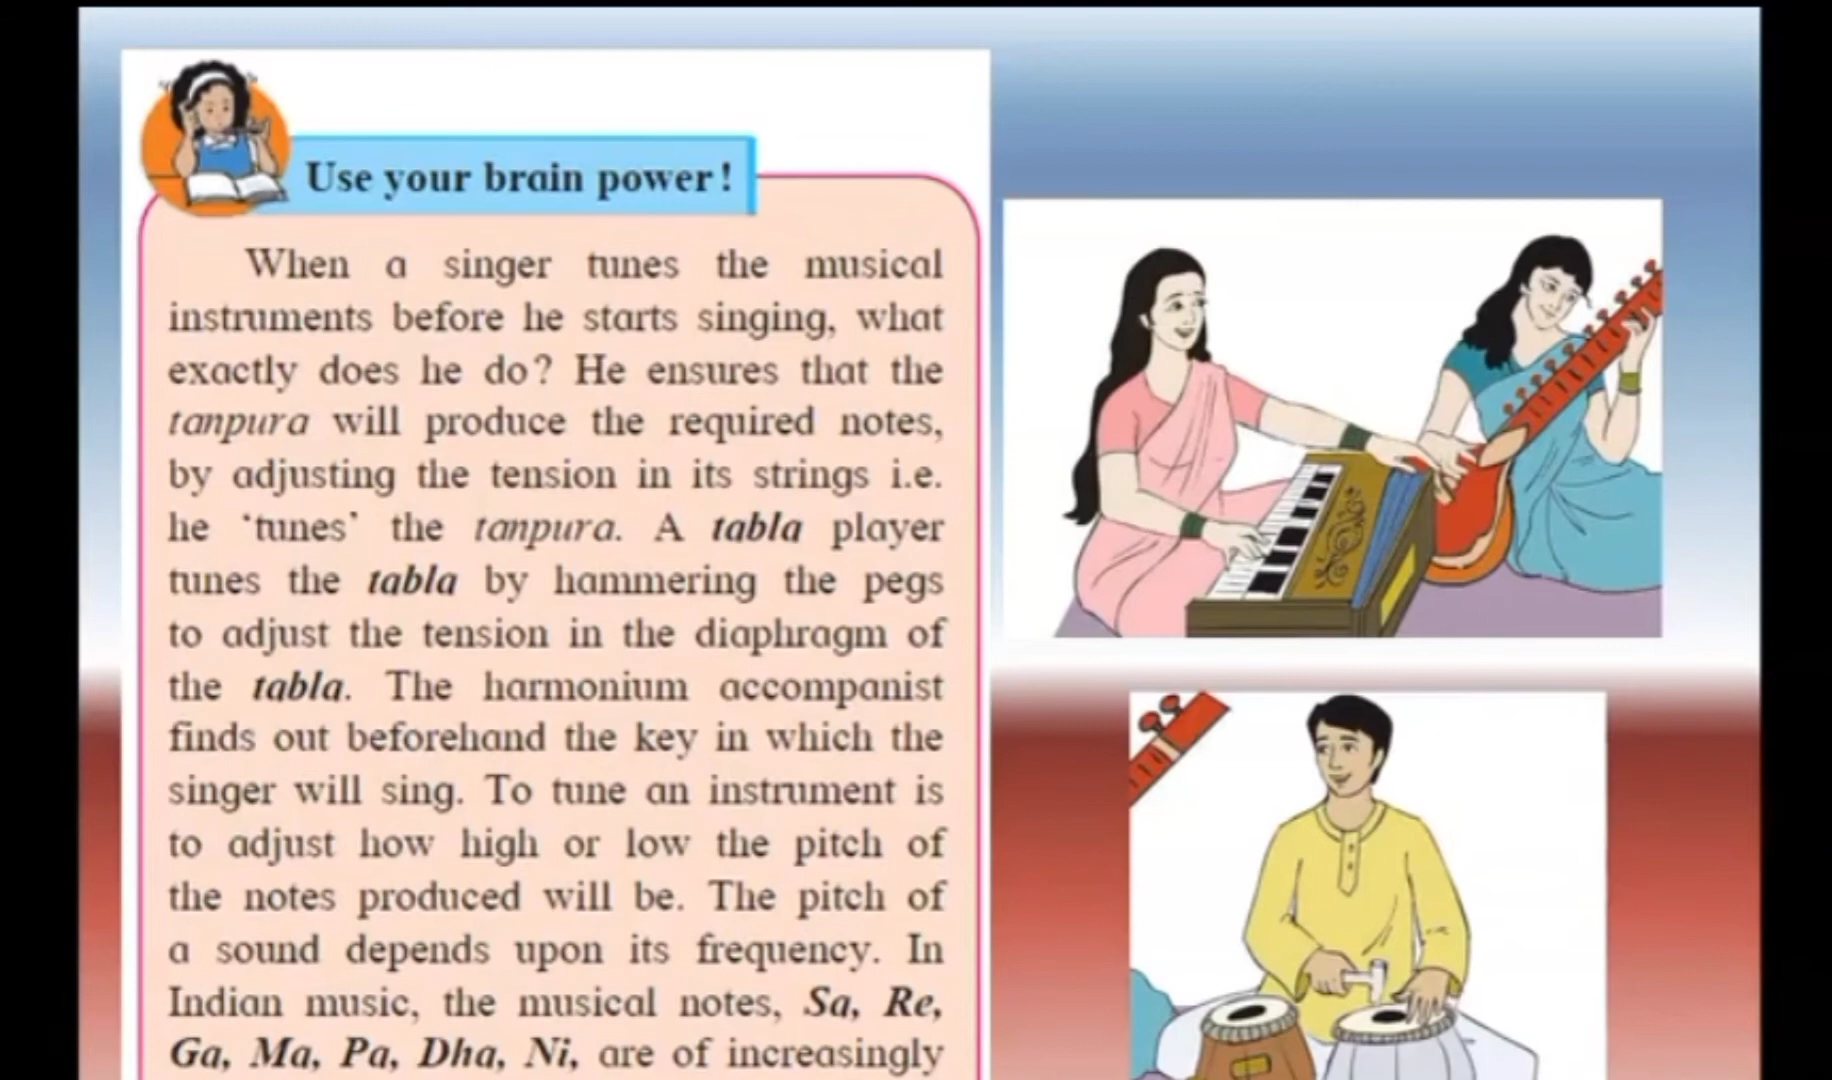 Use your brain power!
When a singer tunes the musical
instruments before he starts singing, what
exactly does he do? He ensures that the
tanpura will produce the required notes,
by adjusting the tension in its strings i.e.
he ‘tunes’ the tanpura. A tabla player
tunes the tabla by hammering the pegs
to adjust the tension in the diaphragm of
the tabla. The harmonium accompanist
finds out beforehand the key in which the
singer will sing. To tune an instrument is
to adjust how high or low the pitch of
the notes produced will be. The pitch of
a sound depends upon its frequency. In
Indian music, the musical notes, Sa, Re,
Ga, Ma, Pa, Dha, Ni, are of increasingly